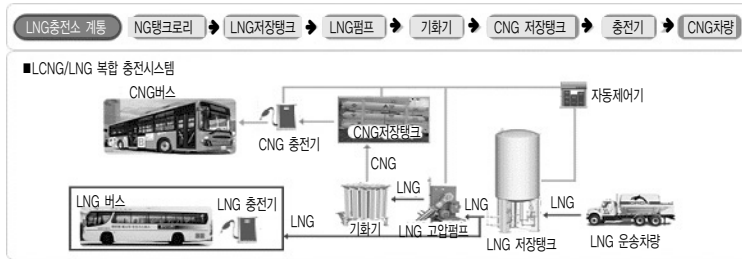 LNG충전소 계통 NG탱크로리 LNG저장탱크 LNG펌프 기화기 CNG 저장탱크 충전기 CNG차량
■LCNG/LNG 복합 충전시스템
CNG버스
자동제어기
CNG저장탱크
CNG 충전기
CNG
LNG 버스
LNG 충전기
LNG
LNG
LNG
LNG
기화기
LNG 고압펌프
LNG 저장탱크
LNG 운송차량